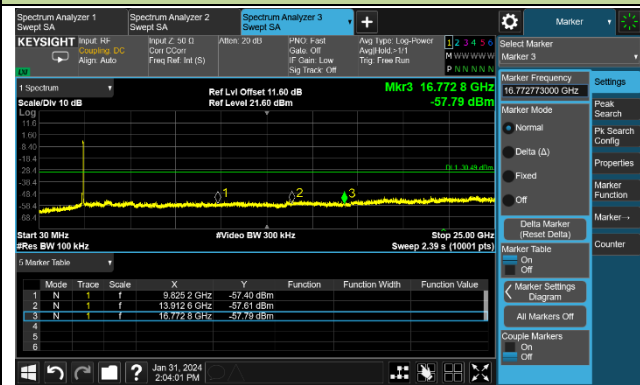 Spectrum Analyzer 1
Swept SA
Spectrum Analyzer 2
Swept SA
Spectrum Analyzer 3
Swept SA
Marker
KEYSIGHT
Input: RF
Coupling: DC
Align: Auto
Input Z: 50 Ω
Corr CCorr
Freq Ref: Int (S)
Atten: 20 dB
PNO: Fast
Gate: Off
IF Gain: Low
Sig Track: Off
Avg Type: Log-Power
Avg|Hold:>1/1
Trig: Free Run
1 2 3 4 5 6
M W W W W W
P N N N N N
LVI
Select Marker
Marker 3
1 Spectrum
Scale/Div 10 dB
Log
Ref Lvl Offset 11.60 dB
Ref Level 21.60 dBm
Mkr3 16.772 8 GHz
-57.79 dBm
11.6
1.60
-8.40
-18.4
-28.4
-38.4
-48.4
-58.4
-68.4
DL1 -30.49 dBm
1
2
3
Start 30 MHz
#Res BW 100 kHz
#Video BW 300 kHz
Stop 25.00 GHz
Sweep 2.39 s (10001 pts)
5 Marker Table
Mode Trace Scale X Y Function Function Width Function Value
1 N 1 f 9.825 2 GHz -57.40 dBm
2 N 1 f 13.912 6 GHz -57.61 dBm
3 N 1 f 16.772 8 GHz -57.79 dBm
4
5
6
Marker Frequency
16.772773000 GHz
Marker Mode
Normal
Delta (Δ)
Fixed
Off
Delta Marker
(Reset Delta)
Marker Table
On
Off
Marker Settings
Diagram
All Markers Off
Couple Markers
On
Off
Settings
Peak
Search
Pk Search
Config
Properties
Marker
Function
Marker→
Counter
?
Jan 31, 2024
2:04:01 PM